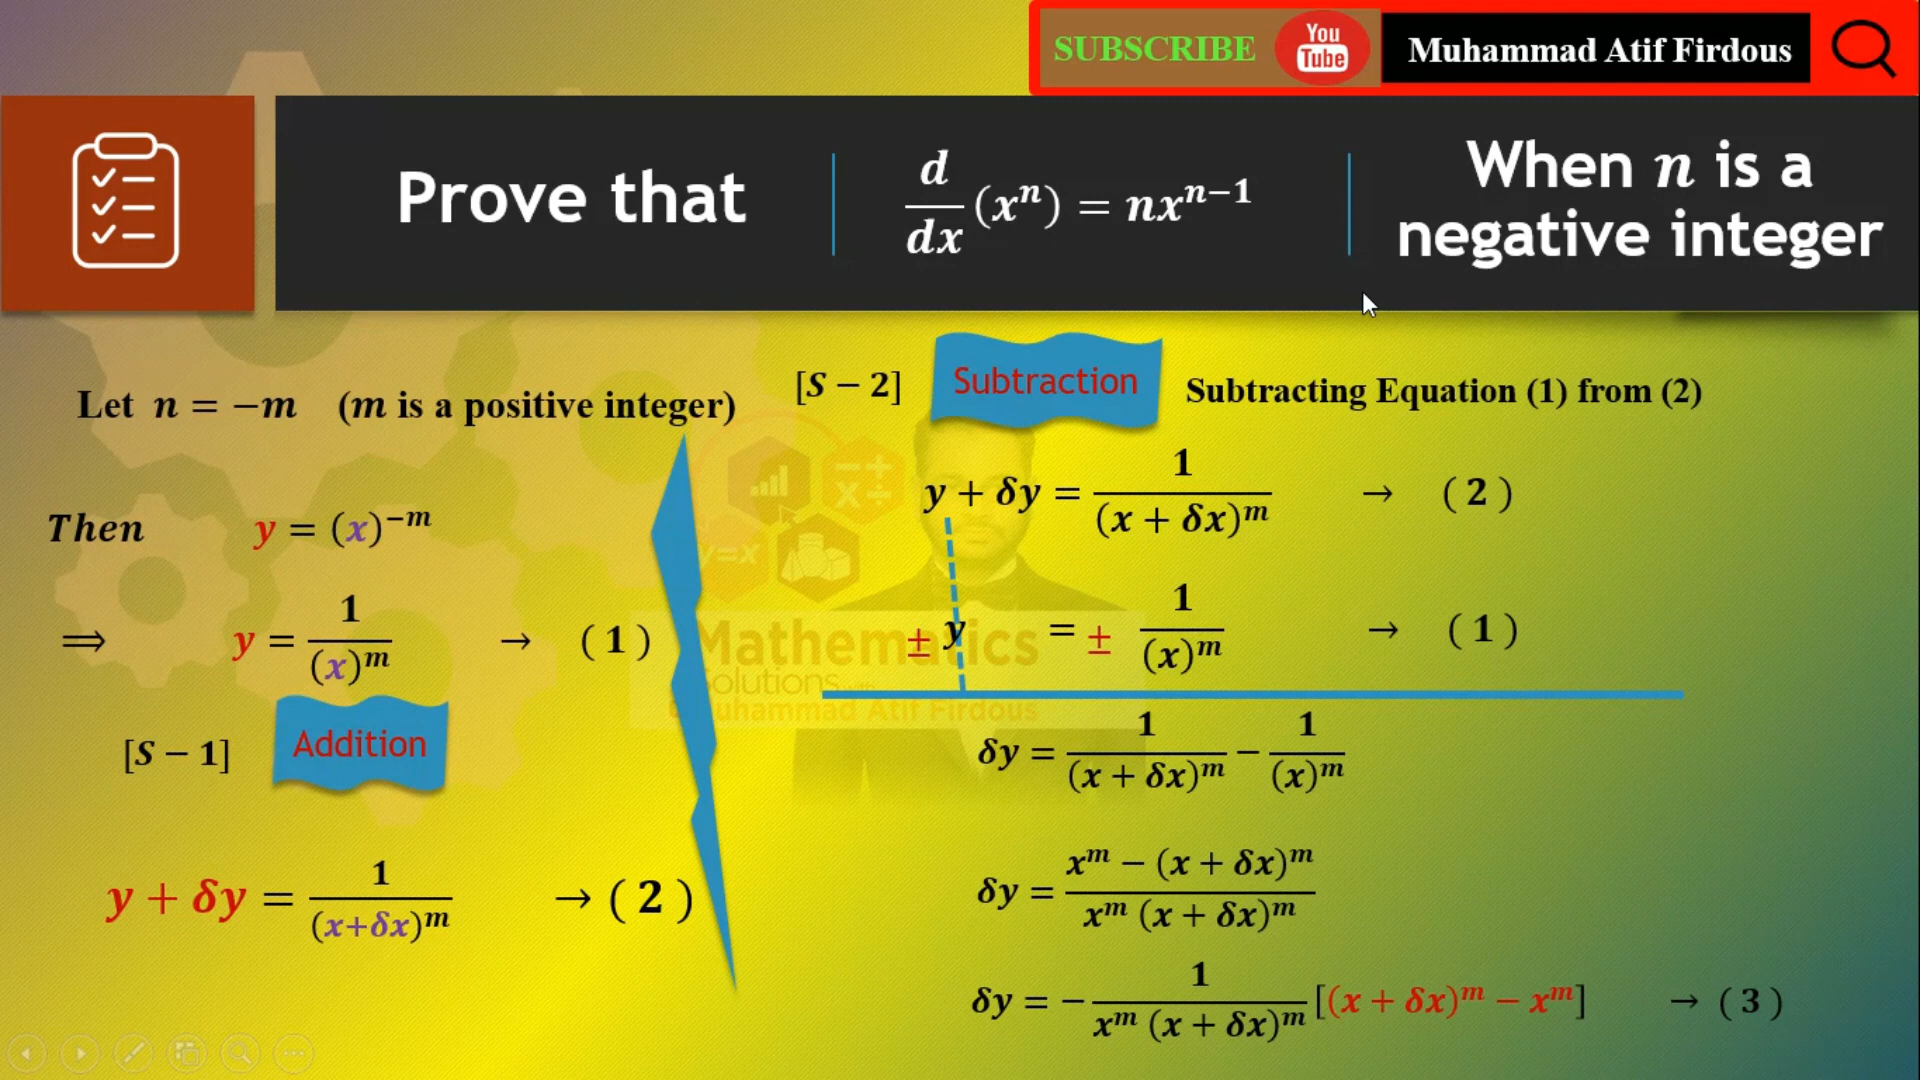 SUBSCRIBE You Tube Muhammad Atif Firdous
Prove that
d/dx (xⁿ) = nxⁿ⁻¹
When n is a
negative integer
Let n = −m (m is a positive integer)
Then y = (x)⁻ᵐ
⟹ y = 1/(x)ᵐ → ( 1 )
[S − 1] Addition
y + δy = 1/(x+δx)ᵐ → ( 2 )
[S − 2] Subtraction Subtracting Equation (1) from (2)
y + δy = 1/(x + δx)ᵐ → ( 2 )
± y = ± 1/(x)ᵐ → ( 1 )
δy = 1/(x + δx)ᵐ − 1/(x)ᵐ
δy = xᵐ − (x + δx)ᵐ / xᵐ (x + δx)ᵐ
δy = − 1/xᵐ (x + δx)ᵐ [(x + δx)ᵐ − xᵐ] → ( 3 )
y=x
Mathematics
Solutions with
Muhammad Atif Firdous